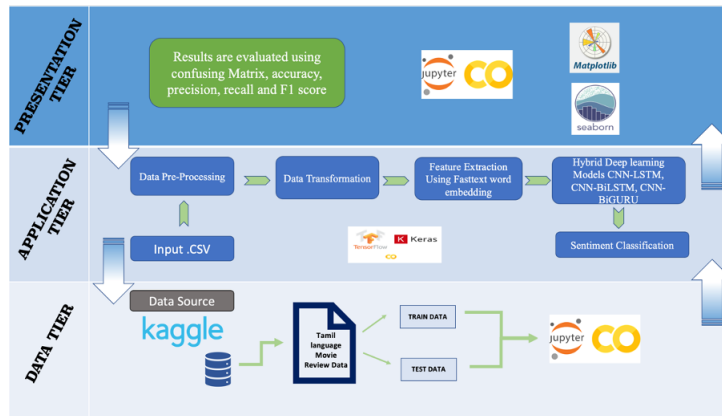 PRESENTATION
TIER
Results are evaluated using
confusing Matrix, accuracy,
precision, recall and F1 score
jupyter
CO
Matplotlib
seaborn
APPLICATION
TIER
Data Pre-Processing
Data Transformation
Feature Extraction
Using Fasttext word
embedding
Hybrid Deep learning
Models CNN-LSTM,
CNN-BiLSTM, CNN-
BiGURU
Input .CSV
TensorFlow
K Keras
CO
Sentiment Classification
DATA TIER
Data Source
kaggle
Tamil
language
Movie
Review Data
TRAIN DATA
TEST DATA
jupyter
CO